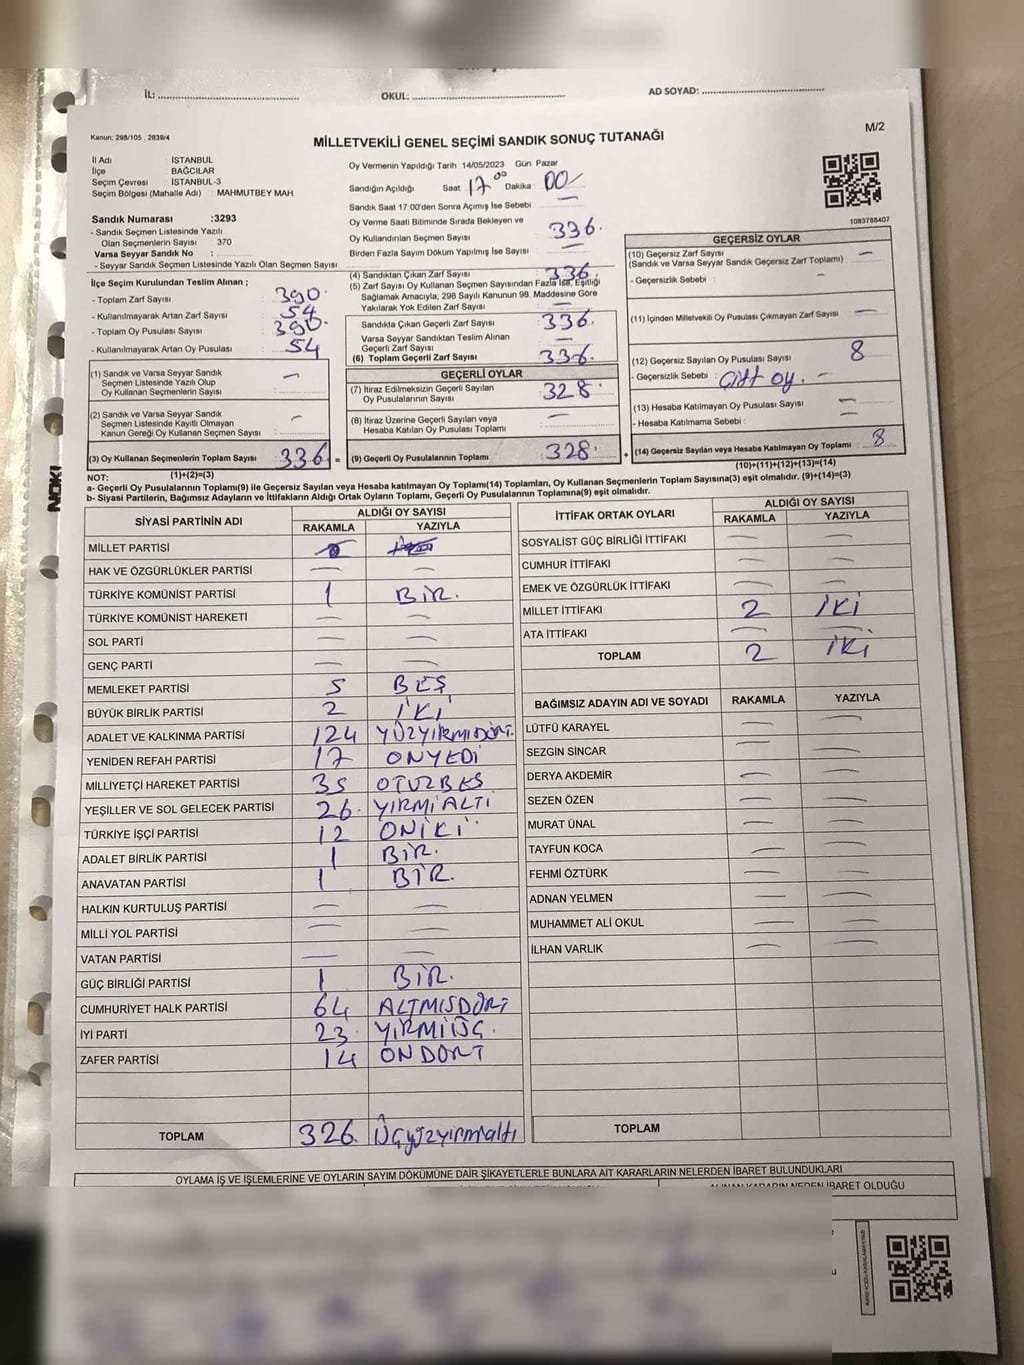 İL: OKUL: AD SOYAD:
Kanun; 298/105 , 2839/4
MİLLETVEKİLİ GENEL SEÇİMİ SANDIK SONUÇ TUTANAĞI
M/2
İl Adı İSTANBUL
İlçe BAĞCILAR
Seçim Çevresi İSTANBUL-3
Seçim Bölgesi (Mahalle Adı) : MAHMUTBEY MAH
Sandık Numarası :3293
- Sandık Seçmen Listesinde Yazılı
Olan Seçmenlerin Sayısı : 370
Varsa Seyyar Sandık No :
- Seyyar Sandık Seçmen Listesinde Yazılı Olan Seçmen Sayısı:
İlçe Seçim Kurulundan Teslim Alınan ;
- Toplam Zarf Sayısı : 390
- Kullanılmayarak Artan Zarf Sayısı : 54
- Toplam Oy Pusulası Sayısı : 390
- Kullanılmayarak Artan Oy Pusulası : 54
(1) Sandık ve Varsa Seyyar Sandık
Seçmen Listesinde Yazılı Olup
Oy Kullanan Seçmenlerin Sayısı : —
(2) Sandık ve Varsa Seyyar Sandık
Seçmen Listesinde Kayıtlı Olmayan
Kanun Gereği Oy Kullanan Seçmen Sayısı : —
(3) Oy Kullanan Seçmenlerin Toplam Sayısı : 336 =
Oy Vermenin Yapıldığı Tarih 14/05/2023 Gün: Pazar
Sandığın Açıldığı Saat 17 00 Dakika 00
Sandık Saat 17:00'den Sonra Açımış İse Sebebi : —
Oy Verme Saati Bitiminde Sırada Bekleyen ve
Oy Kullandırılan Seçmen Sayısı : 336
Birden Fazla Sayım Döküm Yapılmış İse Sayısı : —
(4) Sandıktan Çıkan Zarf Sayısı : 336
(5) Zarf Sayısı Oy Kullanan Seçmen Sayısından Fazla İse, Eşitliği
Sağlamak Amacıyla, 298 Sayılı Kanunun 98. Maddesine Göre
Yakılarak Yok Edilen Zarf Sayısı : —
Sandıkta Çıkan Geçerli Zarf Sayısı : 336
Varsa Seyyar Sandıktan Teslim Alınan
Geçerli Zarf Sayısı : —
(6) Toplam Geçerli Zarf Sayısı : 336
GEÇERLİ OYLAR
(7) İtiraz Edilmeksizin Geçerli Sayılan
Oy Pusulalarının Sayısı : 328
(8) İtiraz Üzerine Geçerli Sayılan veya
Hesaba Katılan Oy Pusulası Toplamı : —
(9) Geçerli Oy Pusulalarının Toplamı : 328 +
1083788407
GEÇERSİZ OYLAR
(10) Geçersiz Zarf Sayısı : —
(Sandık ve Varsa Seyyar Sandık Geçersiz Zarf Toplamı)
- Geçersizlik Sebebi : —
(11) İçinden Milletvekili Oy Pusulası Çıkmayan Zarf Sayısı : —
(12) Geçersiz Sayılan Oy Pusulası Sayısı : 8
- Geçersizlik Sebebi : Çift oy. —
(13) Hesaba Katılmayan Oy Pusulası Sayısı : —
- Hesaba Katılmama Sebebi : —
(14) Geçersiz Sayılan veya Hesaba Katılmayan Oy Toplamı : 8
NOT: (1)+(2)=(3) (10)+(11)+(12)+(13)=(14)
a- Geçerli Oy Pusulalarının Toplamı(9) ile Geçersiz Sayılan veya Hesaba katılmayan Oy Toplamı(14) Toplamları, Oy Kullanan Seçmenlerin Toplam Sayısına(3) eşit olmalıdır. (9)+(14)=(3)
b- Siyasi Partilerin, Bağımsız Adayların ve İttifakların Aldığı Ortak Oyların Toplamı, Geçerli Oy Pusulalarının Toplamına(9) eşit olmalıdır.
NOKI
SİYASİ PARTİNİN ADI ALDIĞI OY SAYISI
RAKAMLA YAZIYLA
MİLLET PARTİSİ
HAK VE ÖZGÜRLÜKLER PARTİSİ — —
TÜRKİYE KOMÜNİST PARTİSİ 1 BİR.
TÜRKİYE KOMÜNİST HAREKETİ — —
SOL PARTİ — —
GENÇ PARTİ — —
MEMLEKET PARTİSİ 5 BEŞ
BÜYÜK BİRLİK PARTİSİ 2 İKİ
ADALET VE KALKINMA PARTİSİ 124 YÜZYİRMİDÖRT.
YENİDEN REFAH PARTİSİ 17 ONYEDİ
MİLLİYETÇİ HAREKET PARTİSİ 35 OTUZBEŞ
YEŞİLLER VE SOL GELECEK PARTİSİ 26 YIRMİALTI
TÜRKİYE İŞÇİ PARTİSİ 12 ONİKİ
ADALET BİRLİK PARTİSİ 1 BİR.
ANAVATAN PARTİSİ 1 BİR.
HALKIN KURTULUŞ PARTİSİ — —
MİLLİ YOL PARTİSİ — —
VATAN PARTİSİ — —
GÜÇ BİRLİĞİ PARTİSİ 1 BİR.
CUMHURİYET HALK PARTİSİ 64 ALTMISDÖRT
İYİ PARTİ 23 YIRMİÜÇ.
ZAFER PARTİSİ 14 ONDORT
TOPLAM 326. Üçyüzyirmialtı
İTTİFAK ORTAK OYLARI ALDIĞI OY SAYISI
RAKAMLA YAZIYLA
SOSYALİST GÜÇ BİRLİĞİ İTTİFAKI — —
CUMHUR İTTİFAKI — —
EMEK VE ÖZGÜRLÜK İTTİFAKI — —
MİLLET İTTİFAKI 2 İKİ
ATA İTTİFAKI — —
TOPLAM 2 İKİ
BAĞIMSIZ ADAYIN ADI VE SOYADI RAKAMLA YAZIYLA
LÜTFÜ KARAYEL — —
SEZGİN SİNCAR — —
DERYA AKDEMİR — —
SEZEN ÖZEN — —
MURAT ÜNAL — —
TAYFUN KOCA — —
FEHMİ ÖZTÜRK — —
ADNAN YELMEN — —
MUHAMMET ALİ OKUL — —
İLHAN VARLIK — —
TOPLAM
OYLAMA İŞ VE İŞLEMLERİNE VE OYLARIN SAYIM DÖKÜMÜNE DAİR ŞİKAYETLERLE BUNLARA AİT KARARLARIN NELERDEN İBARET BULUNDUKLARI
ALINAN KARARIN NEDEN İBARET OLDUĞU